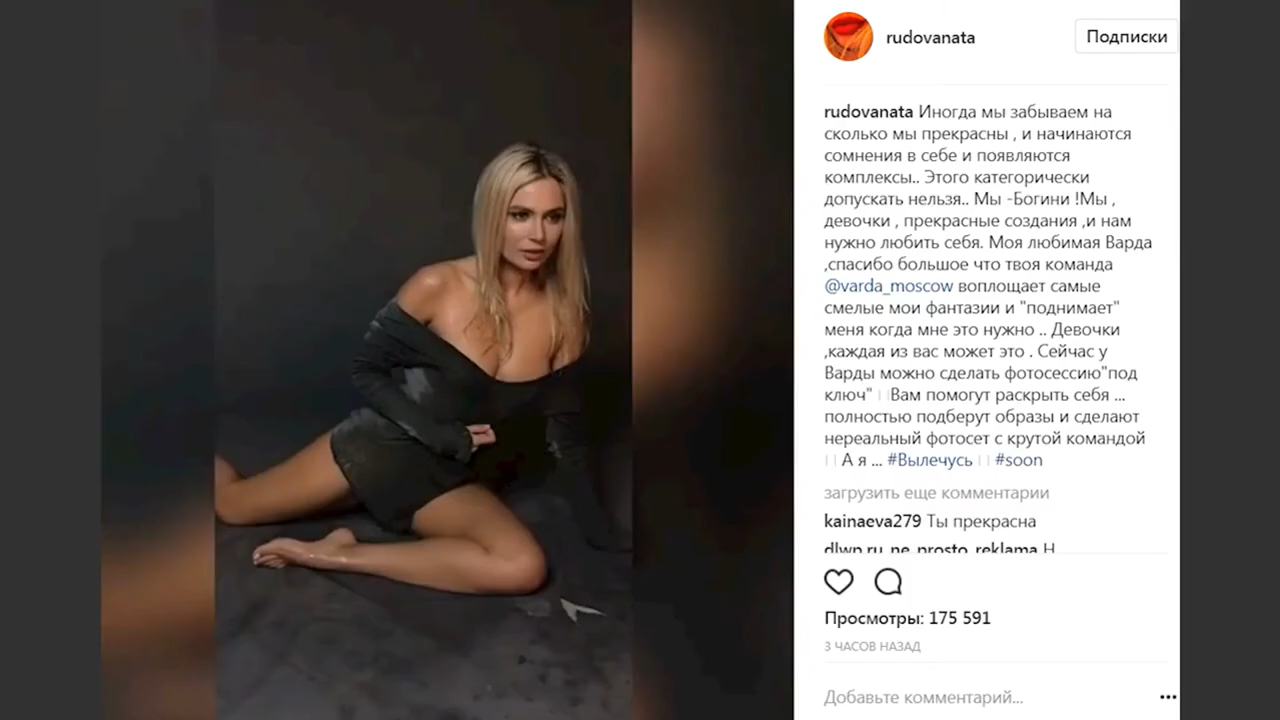 rudovanata
Подписки
rudovanata Иногда мы забываем на
сколько мы прекрасны , и начинаются
сомнения в себе и появляются
комплексы.. Этого категорически
допускать нельзя.. Мы -Богини !Мы ,
девочки , прекрасные создания ,и нам
нужно любить себя. Моя любимая Варда
,спасибо большое что твоя команда
@varda_moscow воплощает самые
смелые мои фантазии и "поднимает"
меня когда мне это нужно .. Девочки
,каждая из вас может это . Сейчас у
Варды можно сделать фотосессию"под
ключ" Вам помогут раскрыть себя ...
полностью подберут образы и сделают
нереальный фотосет с крутой командой
А я ... #Вылечусь #soon
загрузить еще комментарии
kainaeva279 Ты прекрасна
dlwp.ru_ne_prosto_reklama Н
Просмотры: 175 591
3 ЧАСОВ НАЗАД
Добавьте комментарий...